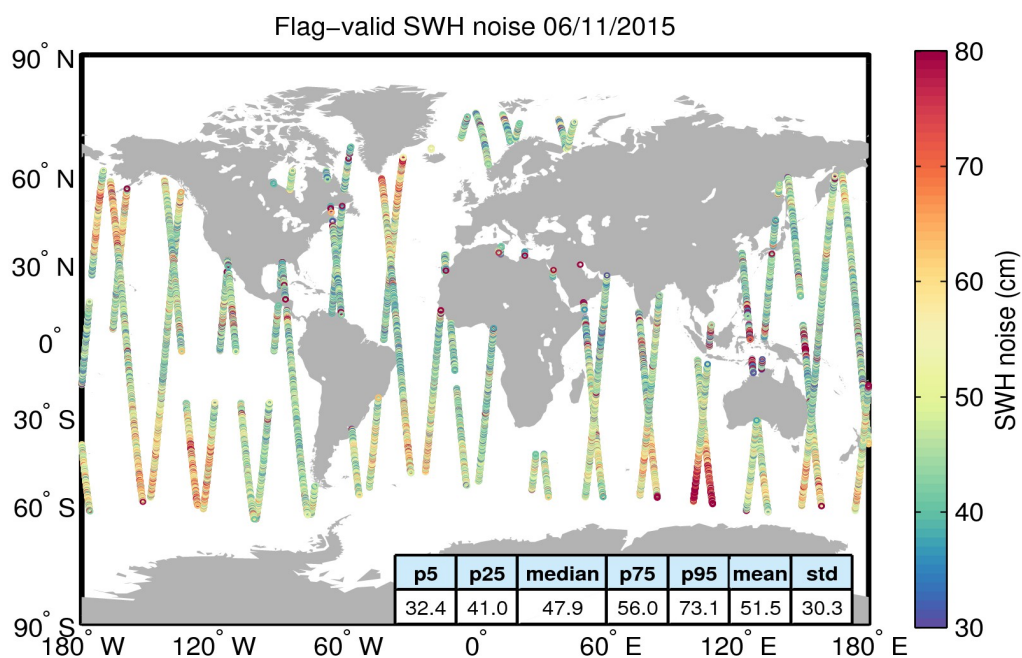 Flag−valid SWH noise 06/11/2015
90° N
60° N
30° N
0°
30° S
60° S
90° S
180° W
120° W
60° W
0°
60° E
120° E
180° E
80
70
60
50
40
30
SWH noise (cm)
p5 p25 median p75 p95 mean std
32.4 41.0 47.9 56.0 73.1 51.5 30.3